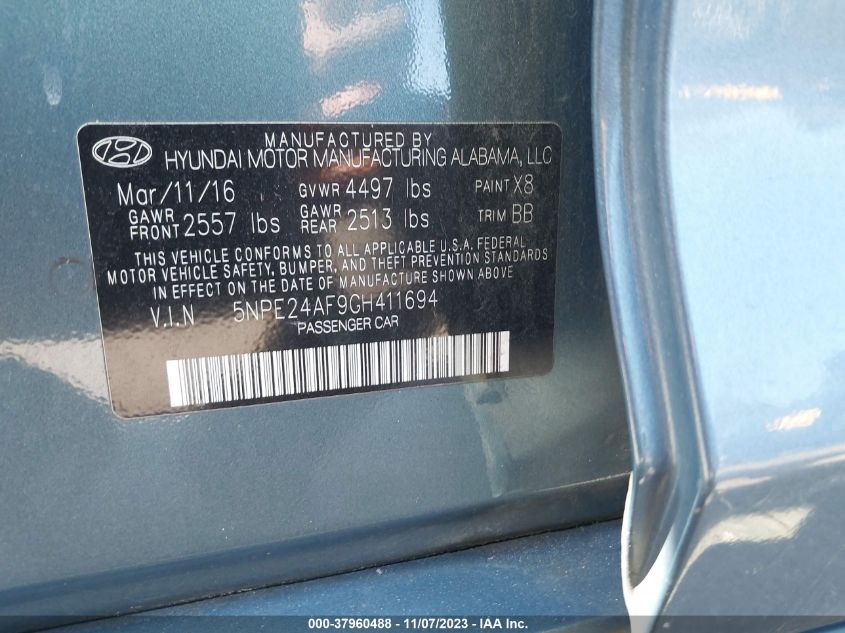 MANUFACTURED BY
HYUNDAI MOTOR MANUFACTURING ALABAMA, LLC
Mar/11/16 GVWR 4497 lbs PAINT X8
GAWR FRONT 2557 lbs GAWR REAR 2513 lbs TRIM BB
THIS VEHICLE CONFORMS TO ALL APPLICABLE U.S.A. FEDERAL
MOTOR VEHICLE SAFETY, BUMPER, AND THEFT PREVENTION STANDARDS
IN EFFECT ON THE DATE OF MANUFACTURE SHOWN ABOVE.
V.I.N 5NPE24AF9GH411694
PASSENGER CAR
000-37960488 - 11/07/2023 - IAA Inc.